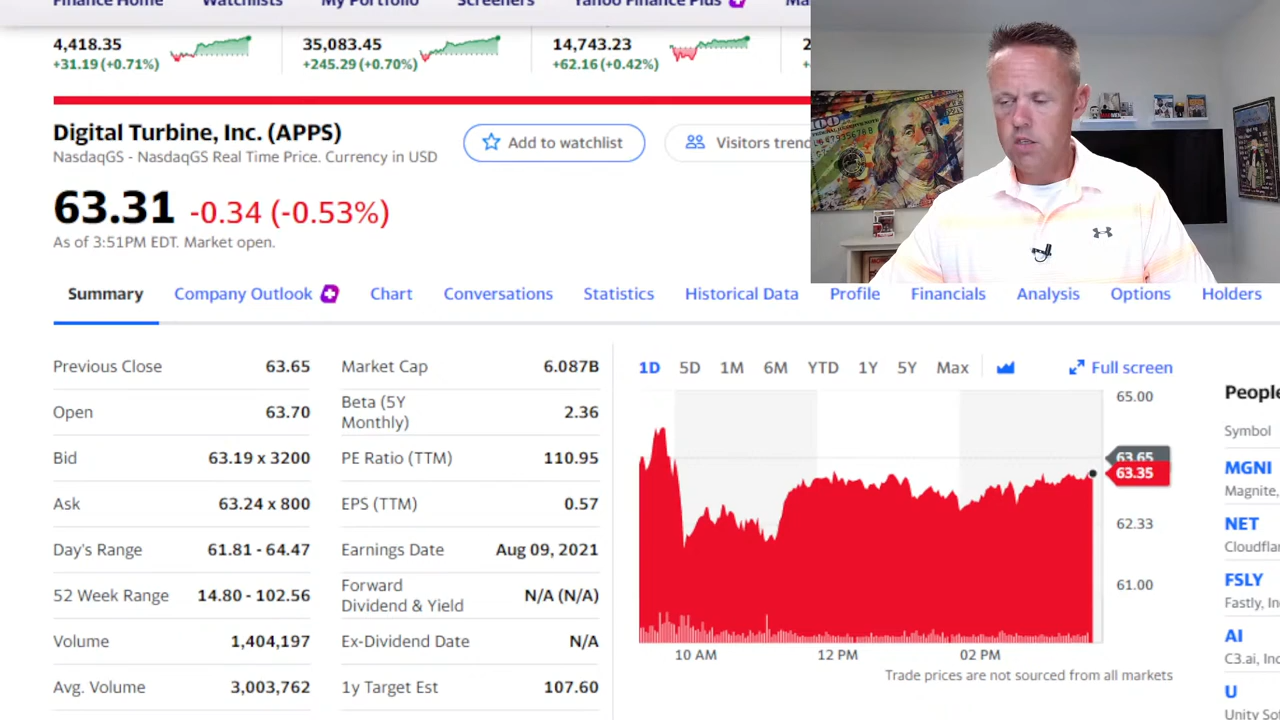 Finance Home Watchlists My Portfolio Screeners Yahoo Finance Plus
4,418.35 35,083.45 14,743.23
+31.19 (+0.71%) +245.29 (+0.70%) +62.16 (+0.42%)
Digital Turbine, Inc. (APPS)
Add to watchlist
Visitors trend
NasdaqGS - NasdaqGS Real Time Price. Currency in USD
63.31 -0.34 (-0.53%)
As of 3:51PM EDT. Market open.
Summary Company Outlook Chart Conversations Statistics Historical Data Profile Financials Analysis Options Holders
Previous Close 63.65
Open 63.70
Bid 63.19 x 3200
Ask 63.24 x 800
Day's Range 61.81 - 64.47
52 Week Range 14.80 - 102.56
Volume 1,404,197
Avg. Volume 3,003,762
Market Cap 6.087B
Beta (5Y
Monthly) 2.36
PE Ratio (TTM) 110.95
EPS (TTM) 0.57
Earnings Date Aug 09, 2021
Forward
Dividend & Yield N/A (N/A)
Ex-Dividend Date N/A
1y Target Est 107.60
1D 5D 1M 6M YTD 1Y 5Y Max Full screen
65.00
63.65
63.35
62.33
61.00
10 AM 12 PM 02 PM
Trade prices are not sourced from all markets
People
Symbol
MGNI
Magnite,
NET
Cloudflar
FSLY
Fastly, Inc
AI
C3.ai, Inc
U
Unity Sof